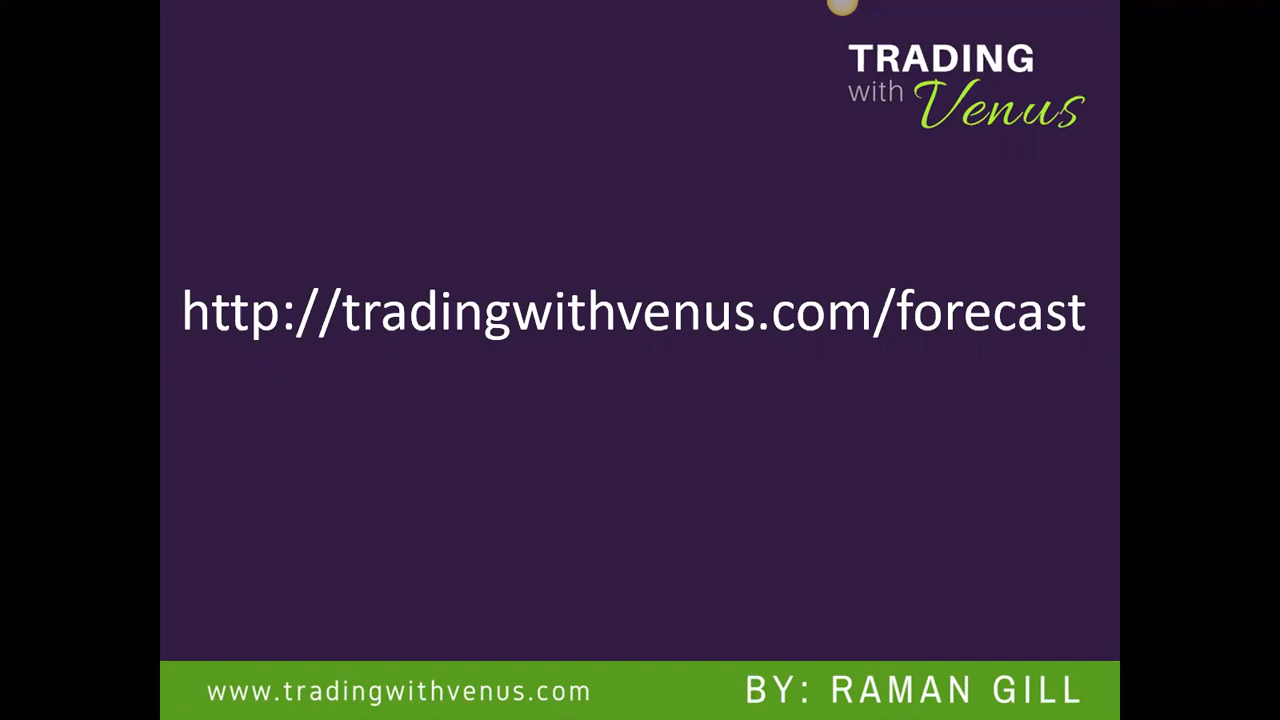 TRADING
with Venus
http://tradingwithvenus.com/forecast
www.tradingwithvenus.com
BY: RAMAN GILL